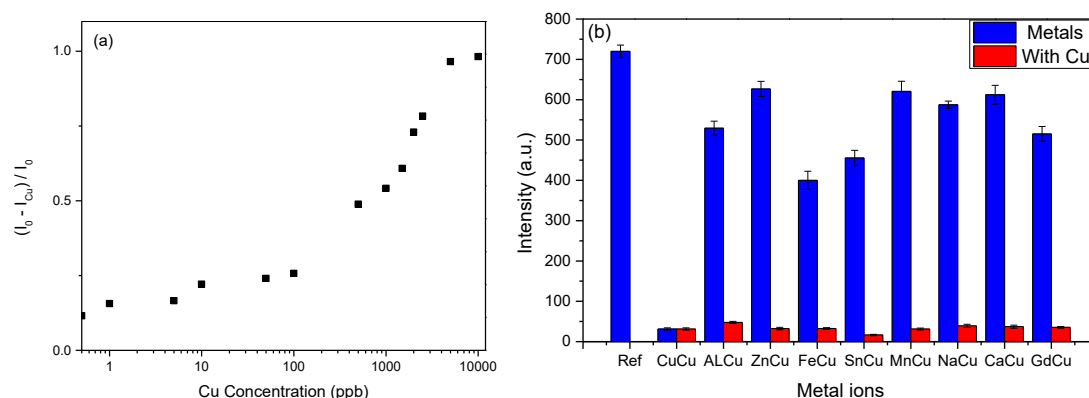 (a)
1.0
0.5
0.0
(I₀ - I_Cu) / I₀
1 10 100 1000 10000
Cu Concentration (ppb)
(b)
Metals
With Cu
800
700
600
500
400
300
200
100
0
Intensity (a.u.)
Ref CuCu ALCu ZnCu FeCu SnCu MnCu NaCu CaCu GdCu
Metal ions